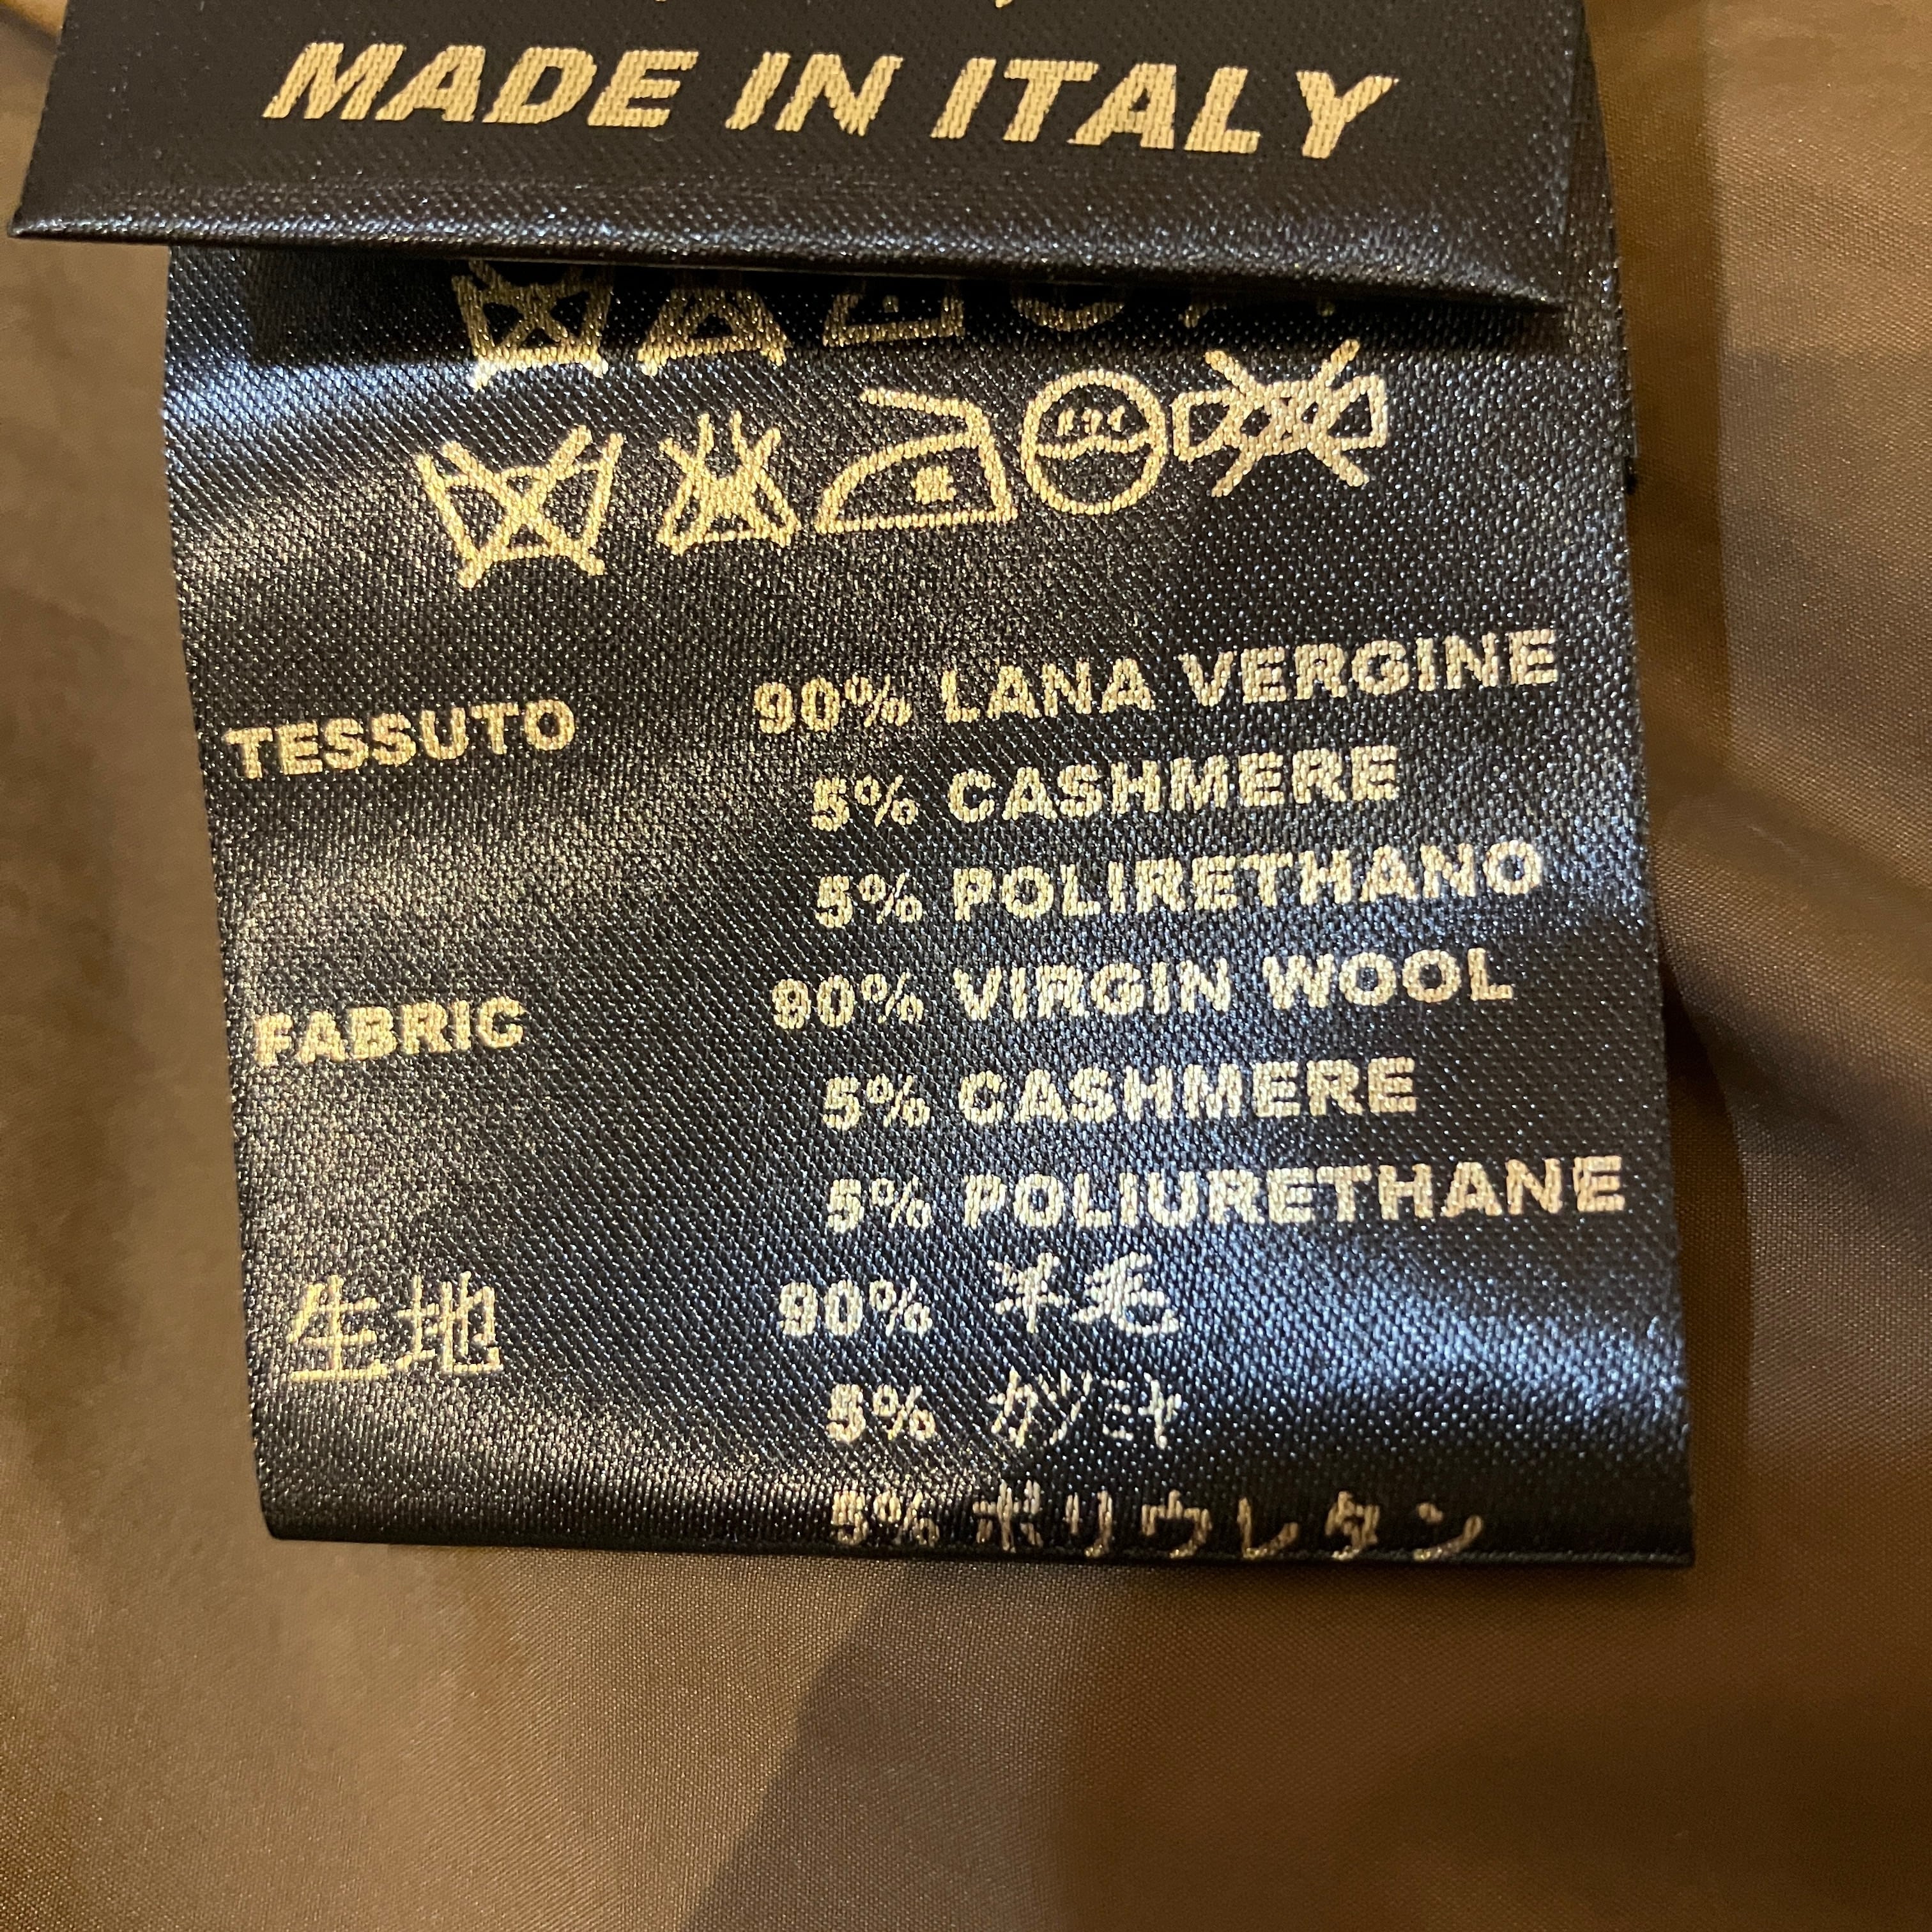 MADE IN ITALY
TESSUTO 90% LANA VERGINE
5% CASHMERE
5% POLIRETHANO
FABRIC 90% VIRGIN WOOL
5% CASHMERE
5% POLIURETHANE
生地 90% 羊毛
5% カツミヤ
5% ポリウレタン